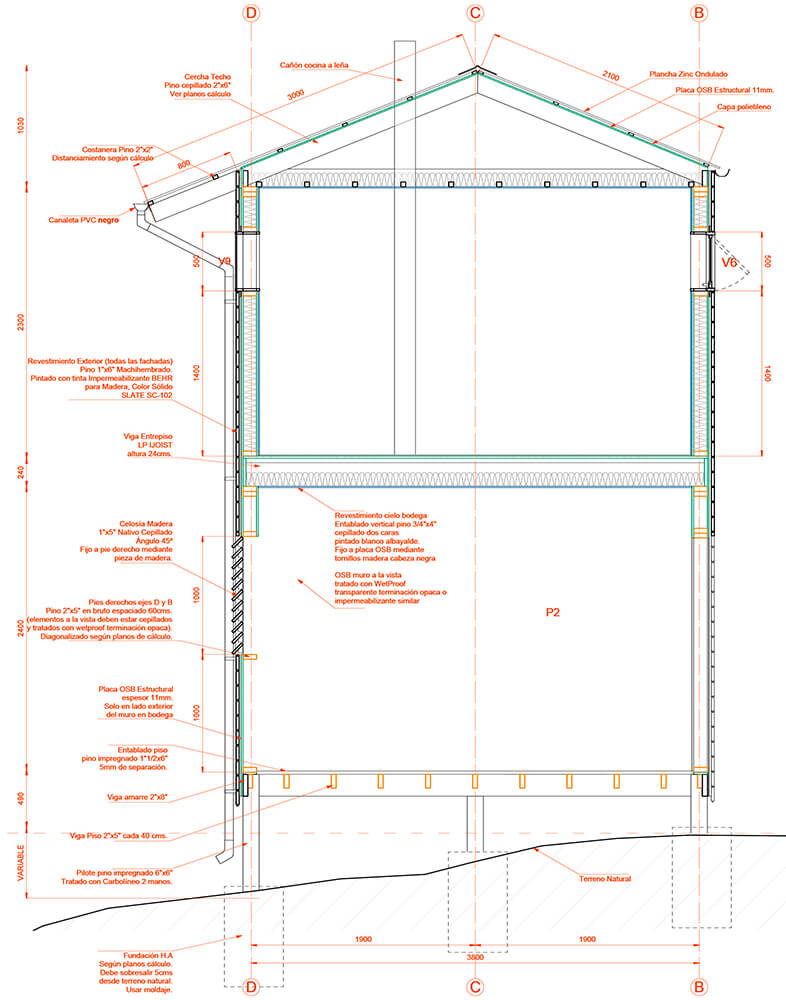 D
C
B
Cañón cocina a leña
Cercha Techo
Pino cepillado 2"x6"
Ver planos cálculo
3000
2100
Plancha Zinc Ondulado
Placa OSB Estructural 11mm.
Capa polietileno
1030
Costanera Pino 2"x2"
Distanciamiento según cálculo
800
Canaleta PVC negro
V9
500
V6
500
2300
1400
1400
Revestimiento Exterior (todas las fachadas)
Pino 1"x6" Machihembrado.
Pintado con tinta Impermeabilizante BEHR
para Madera, Color Sólido
SLATE SC-102
Viga Entrepiso
LP IJOIST
altura 24cms.
240
Revestimiento cielo bodega
Entablado vertical pino 3/4"x4"
cepillado dos caras
pintado blanco albayalde.
Fijo a placa OSB mediante
tornillos madera cabeza negra
OSB muro a la vista
tratado con WetProof
transparente terminación opaca o
impermeabilizante similar
Celosía Madera
1"x5" Nativo Cepillado
Ángulo 45º
Fijo a pie derecho mediante
pieza de madera.
1000
P2
2400
Pies derechos ejes D y B
Pino 2"x5" en bruto espaciado 60cms.
(elementos a la vista deben estar cepillados
y tratados con wetproof terminación opaca).
Diagonalizado según planos de cálculo.
Placa OSB Estructural
espesor 11mm.
Solo en lado exterior
del muro en bodega
1000
Entablado piso
pino impregnado 1"1/2x6"
5mm de separación.
490
Viga amarre 2"x8"
Viga Piso 2"x5" cada 40 cms.
VARIABLE
Pilote pino impregnado 6"x6"
Tratado con Carbolíneo 2 manos.
Terreno Natural
1900
1900
3800
Fundación H.A
Según planos cálculo.
Debe sobresalir 5cms
desde terreno natural.
Usar moldaje.
D
C
B